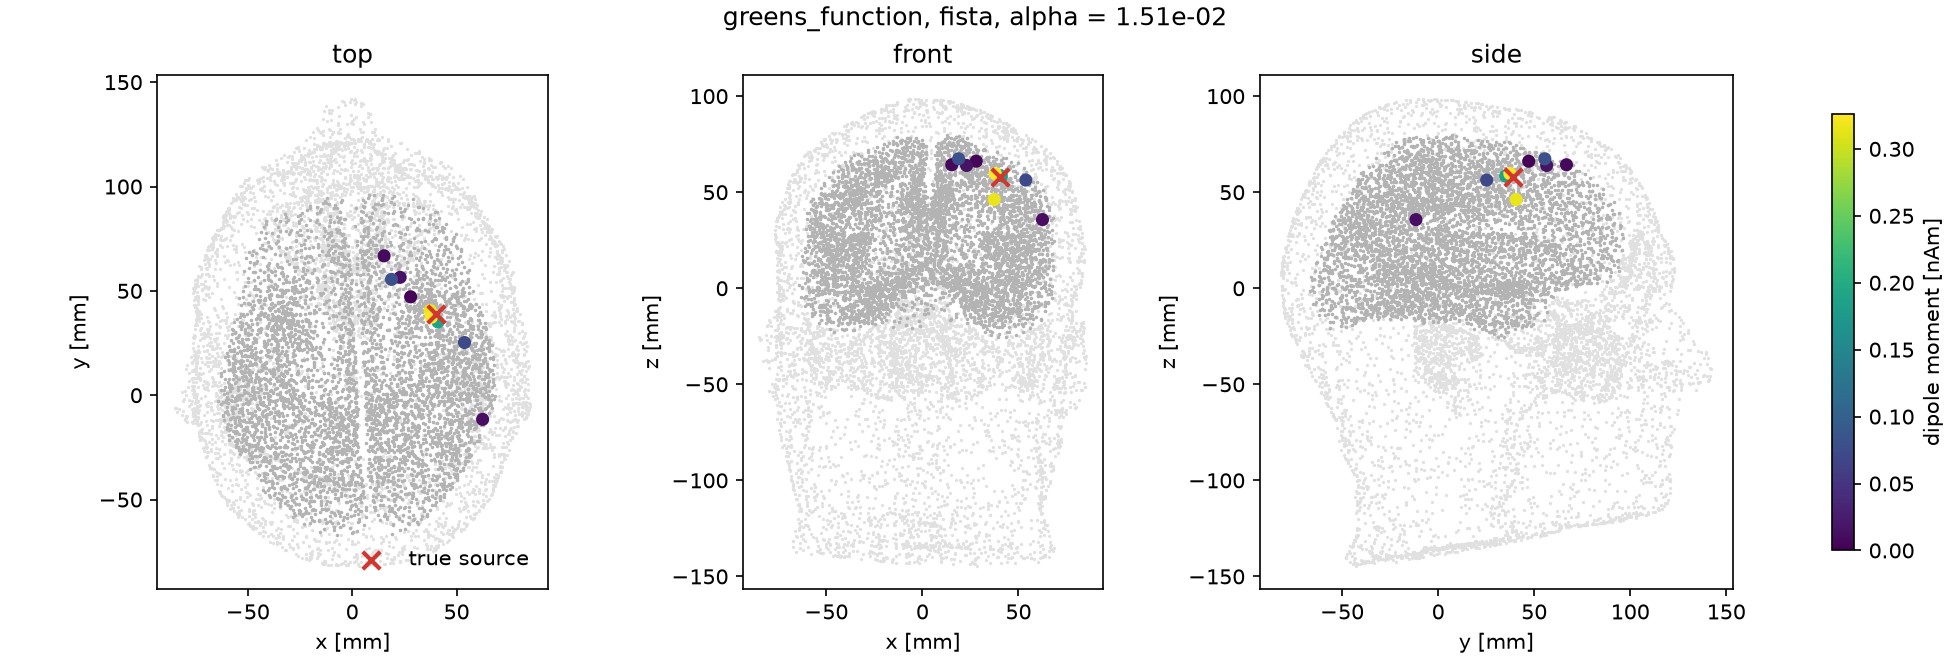 greens_function, fista, alpha = 1.51e-02
top
front
side
150
100
50
0
−50
y [mm]
−50
0
50
x [mm]
true source
100
50
0
−50
−100
−150
z [mm]
−50
0
50
x [mm]
100
50
0
−50
−100
−150
z [mm]
−50
0
50
100
150
y [mm]
0.30
0.25
0.20
0.15
0.10
0.05
0.00
dipole moment [nAm]